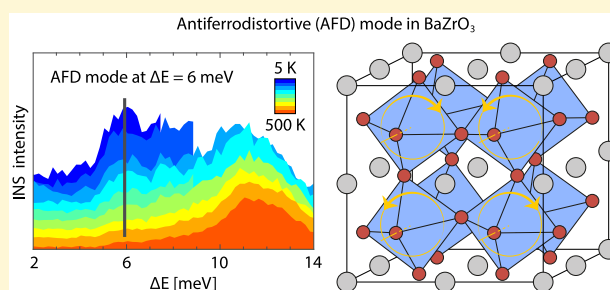 Antiferrodistortive (AFD) mode in BaZrO₃
AFD mode at ΔE = 6 meV
5 K
500 K
INS intensity
2 6 10 14
ΔE [meV]